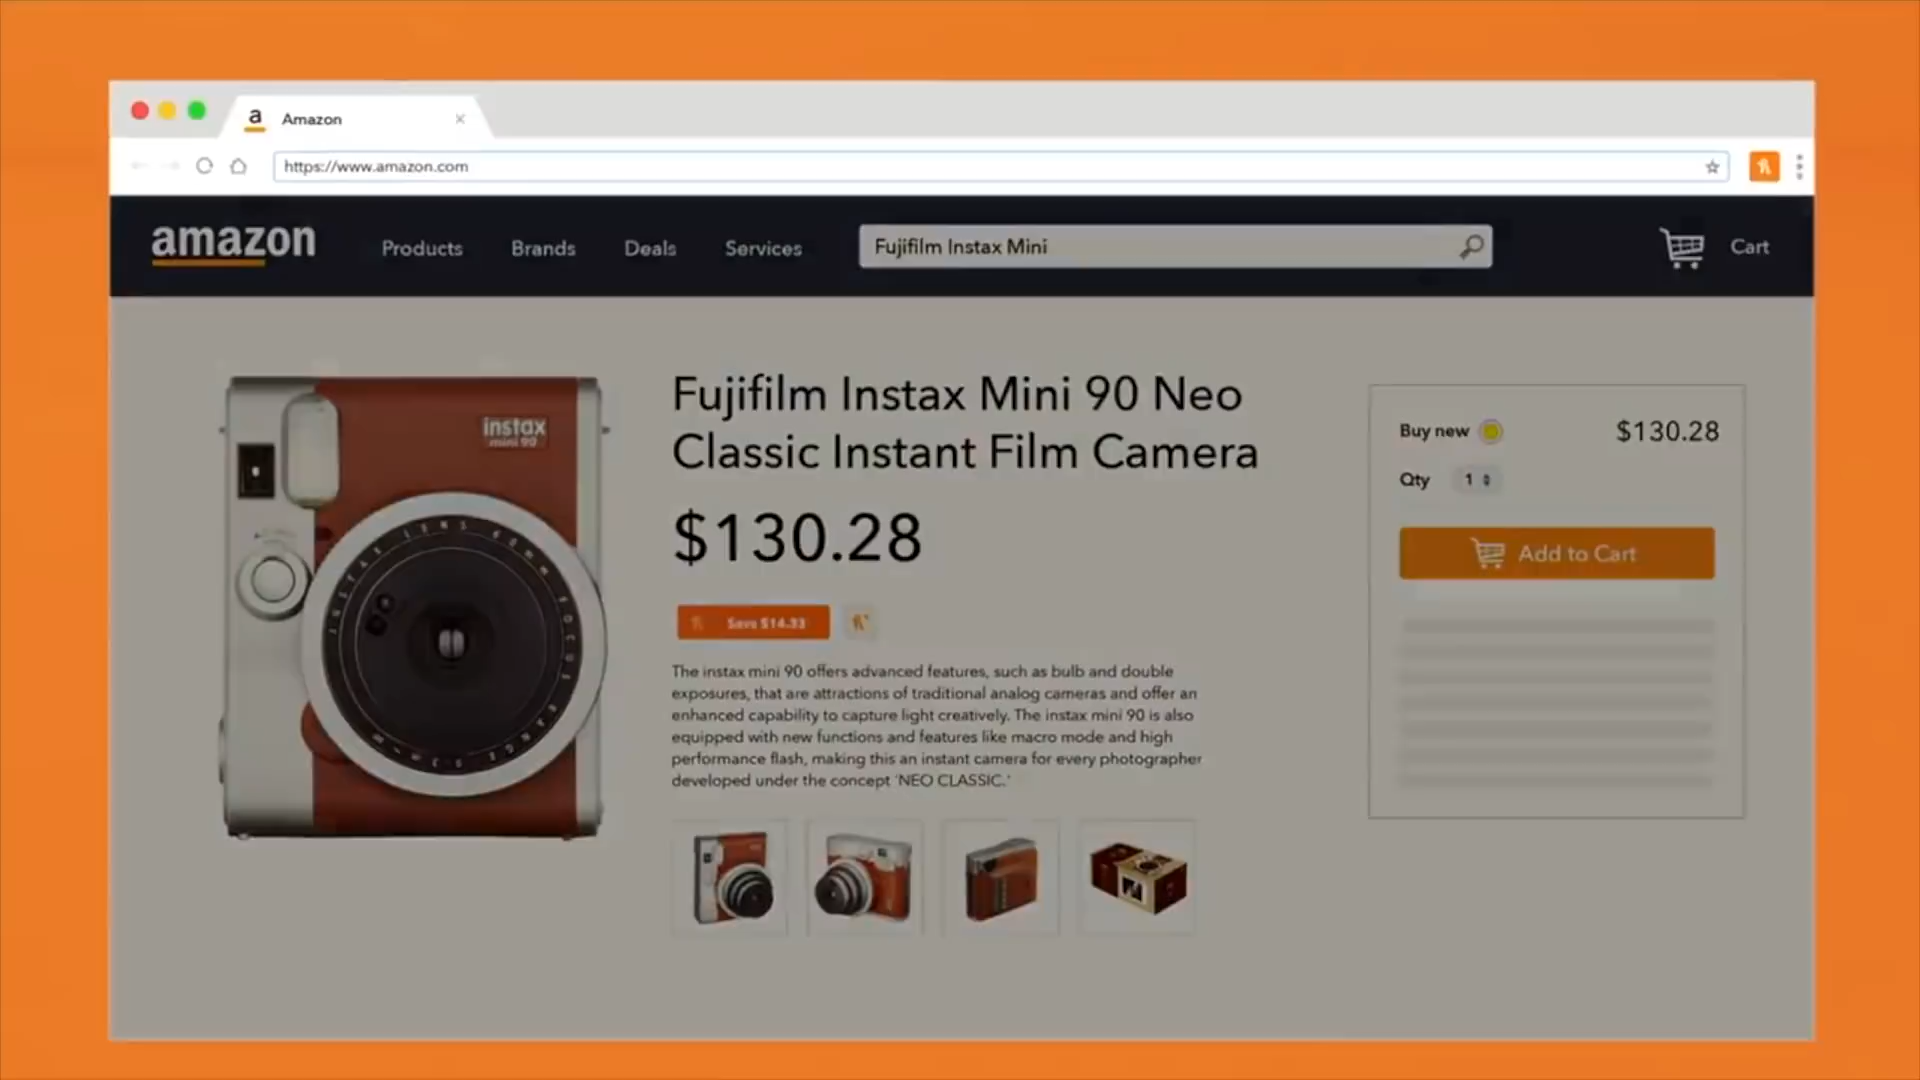 a Amazon
https://www.amazon.com
amazon Products Brands Deals Services Fujifilm Instax Mini Cart
instax
mini 90
Fujifilm Instax Mini 90 Neo
Classic Instant Film Camera
$130.28
Save $14.33
The instax mini 90 offers advanced features, such as bulb and double
exposures, that are attractions of traditional analog cameras and offer an
enhanced capability to capture light creatively. The instax mini 90 is also
equipped with new functions and features like macro mode and high
performance flash, making this an instant camera for every photographer
developed under the concept 'NEO CLASSIC.'
Buy new $130.28
Qty 1
Add to Cart